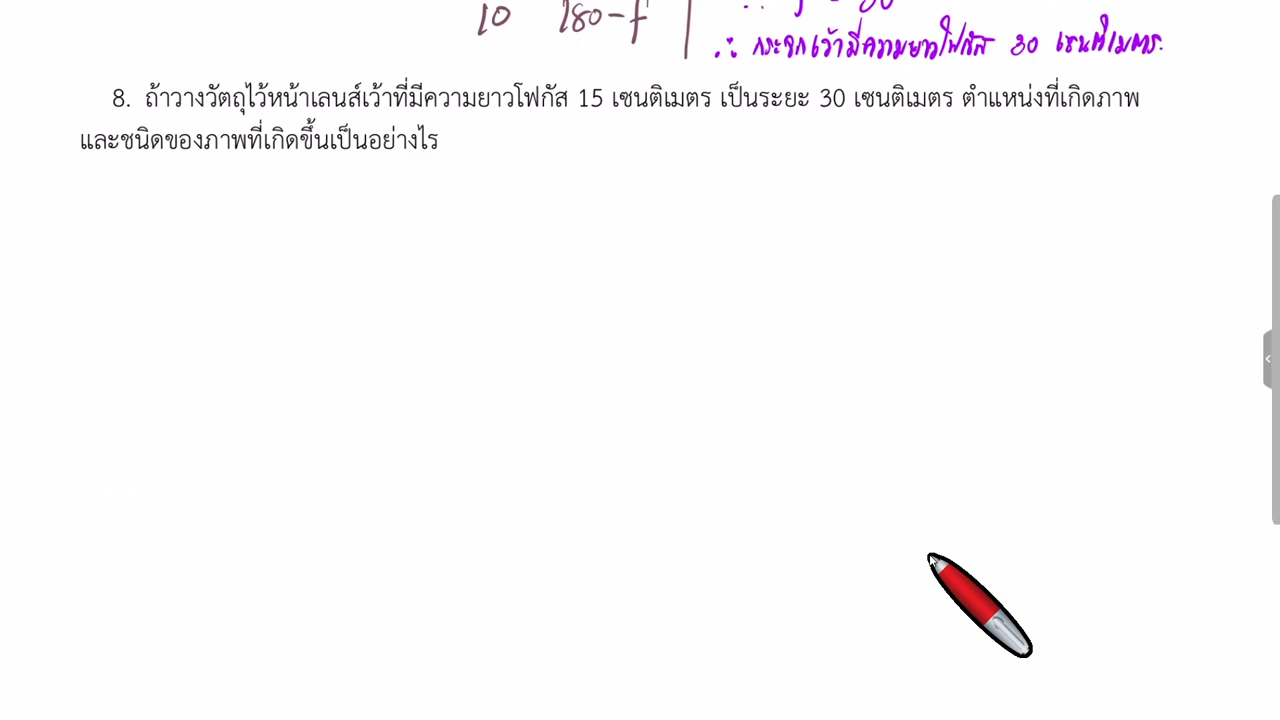 10 180-f
∴ กระจกเว้ามีความยาวโฟกัส 30 เซนติเมตร.
8. ถ้าวางวัตถุไว้หน้าเลนส์เว้าที่มีความยาวโฟกัส 15 เซนติเมตร เป็นระยะ 30 เซนติเมตร ตำแหน่งที่เกิดภาพ
และชนิดของภาพที่เกิดขึ้นเป็นอย่างไร